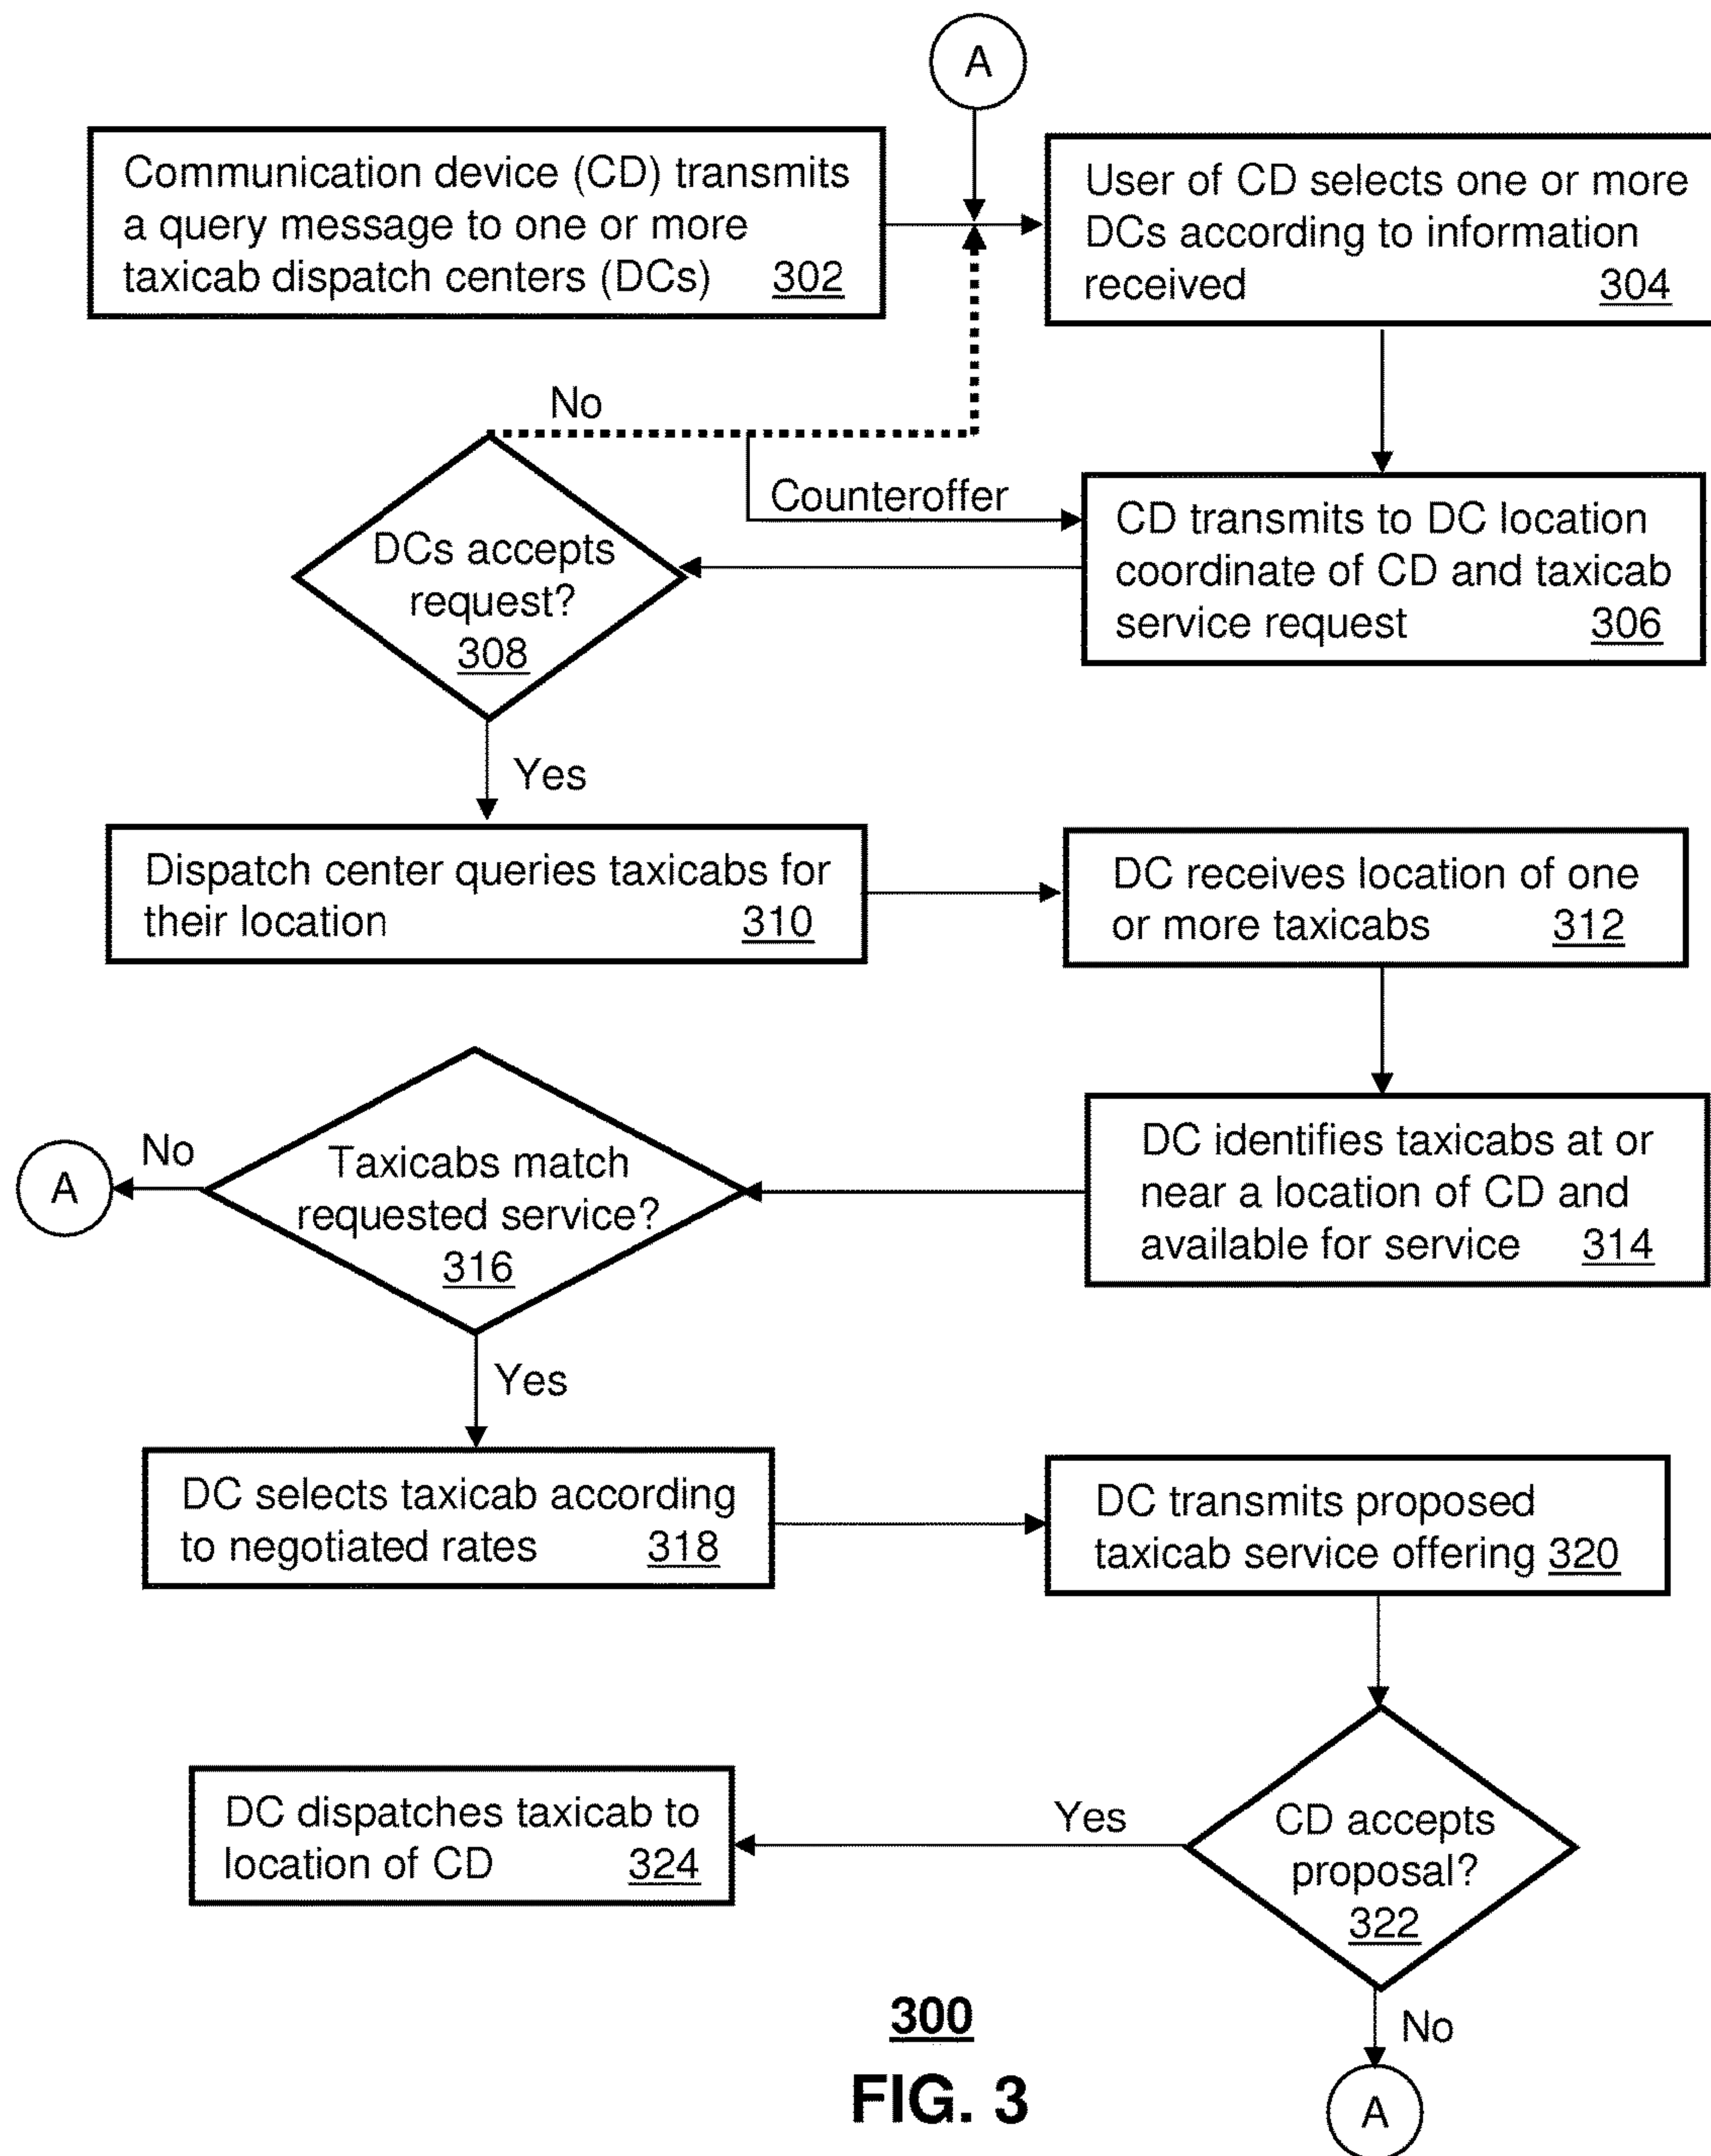 A
Communication device (CD) transmits
a query message to one or more
taxicab dispatch centers (DCs) 302
User of CD selects one or more
DCs according to information
received 304
No
Counteroffer
DCs accepts
request?
308
CD transmits to DC location
coordinate of CD and taxicab
service request 306
Yes
Dispatch center queries taxicabs for
their location 310
DC receives location of one
or more taxicabs 312
A
No
Taxicabs match
requested service?
316
DC identifies taxicabs at or
near a location of CD and
available for service 314
Yes
DC selects taxicab according
to negotiated rates 318
DC transmits proposed
taxicab service offering 320
DC dispatches taxicab to
location of CD 324
Yes
CD accepts
proposal?
322
No
A
300
FIG. 3